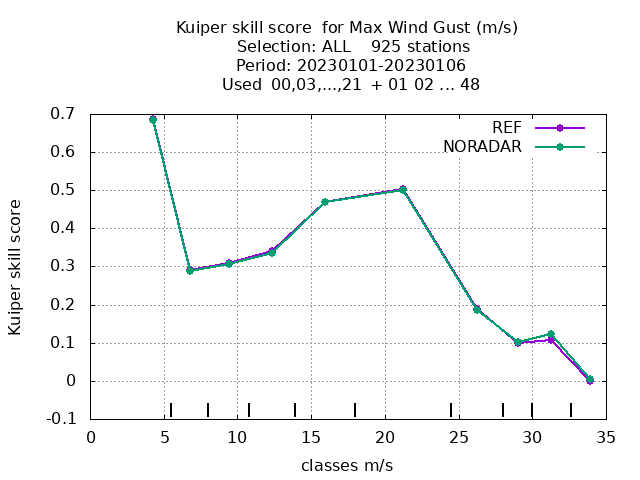 Kuiper skill score  for Max Wind Gust (m/s)
Selection: ALL    925 stations
Period: 20230101-20230106
Used  00,03,...,21  + 01 02 ... 48
REF
NORADAR
Kuiper skill score
0.7
0.6
0.5
0.4
0.3
0.2
0.1
0
-0.1
0 5 10 15 20 25 30 35
classes m/s